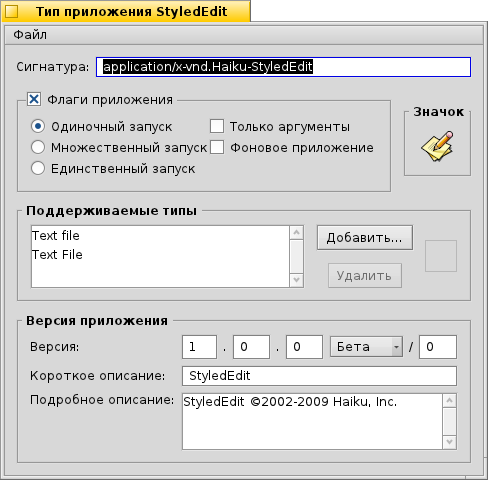 Тип приложения StyledEdit
Файл
Сигнатура: application/x-vnd.Haiku-StyledEdit
Флаги приложения
Значок
Одиночный запуск Только аргументы
Множественный запуск Фоновое приложение
Единственный запуск
Поддерживаемые типы
Text file
Text File
Добавить...
Удалить
Версия приложения
Версия: 1 . 0 . 0 Бета / 0
Короткое описание: StyledEdit
Подробное описание: StyledEdit ©2002-2009 Haiku, Inc.